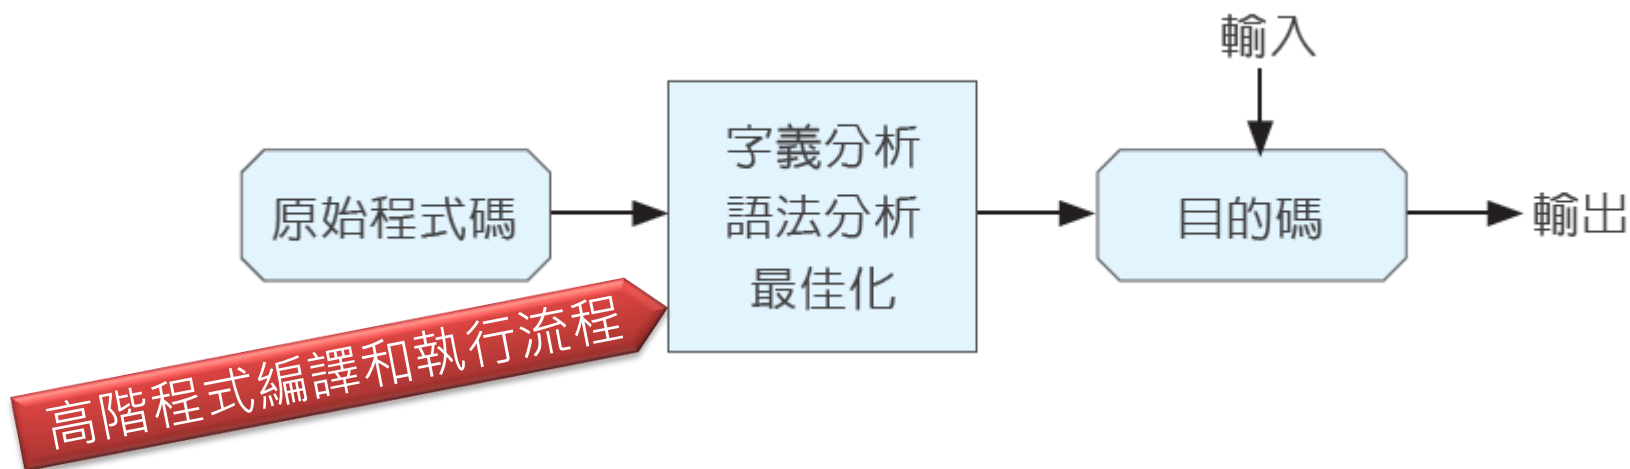 輸入
原始程式碼
字義分析
語法分析
最佳化
目的碼
輸出
高階程式編譯和執行流程